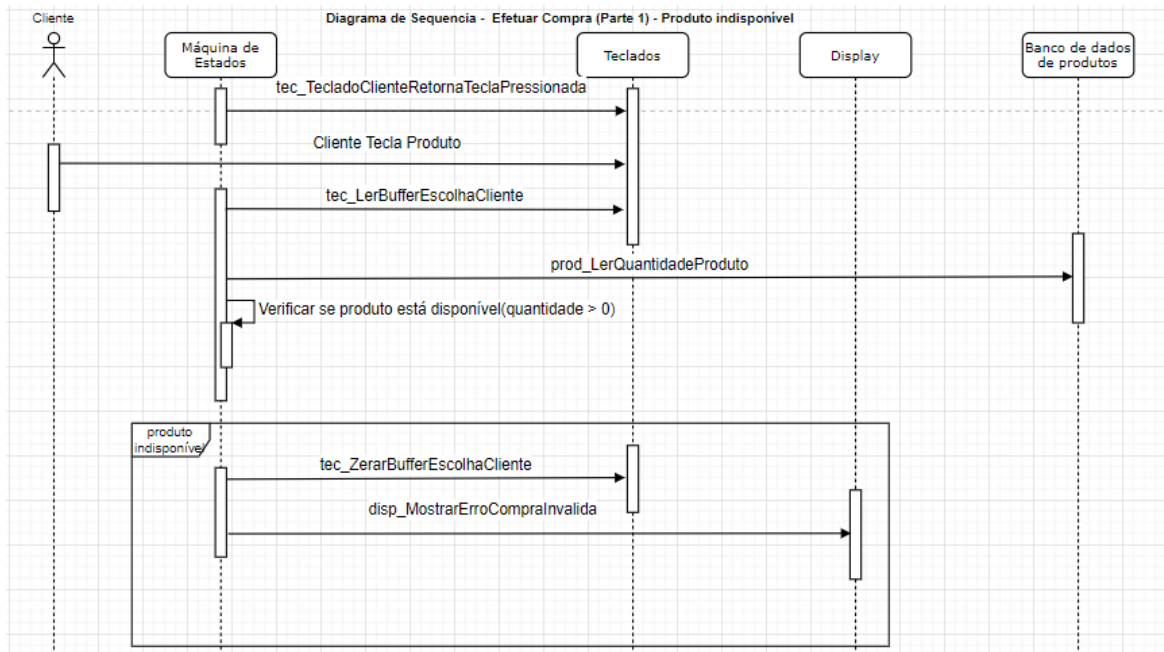 Cliente
Diagrama de Sequencia - Efetuar Compra (Parte 1) - Produto indisponível
Máquina de
Estados
Teclados
Display
Banco de dados
de produtos
tec_TecladoClienteRetornaTeclaPressionada
Cliente Tecla Produto
tec_LerBufferEscolhaCliente
prod_LerQuantidadeProduto
Verificar se produto está disponível(quantidade > 0)
produto
indisponível
tec_ZerarBufferEscolhaCliente
disp_MostrarErroCompraInvalida